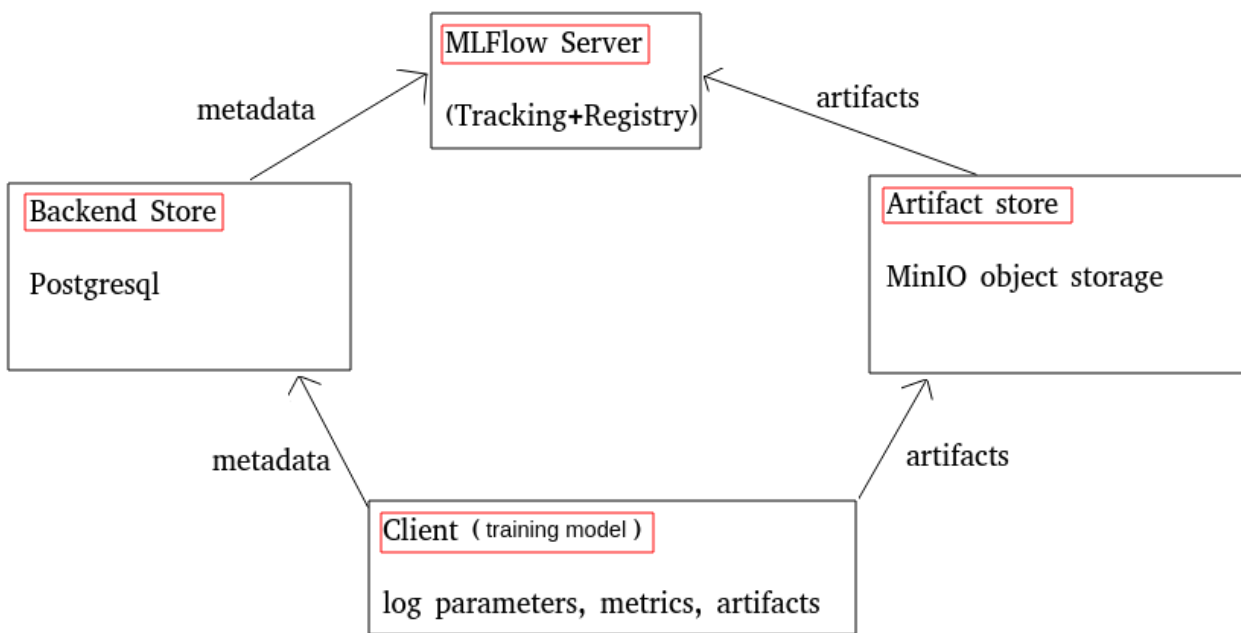 MLFlow Server
(Tracking+Registry)
metadata
artifacts
Backend Store
Postgresql
Artifact store
MinIO object storage
metadata
artifacts
Client ( training model )
log parameters, metrics, artifacts